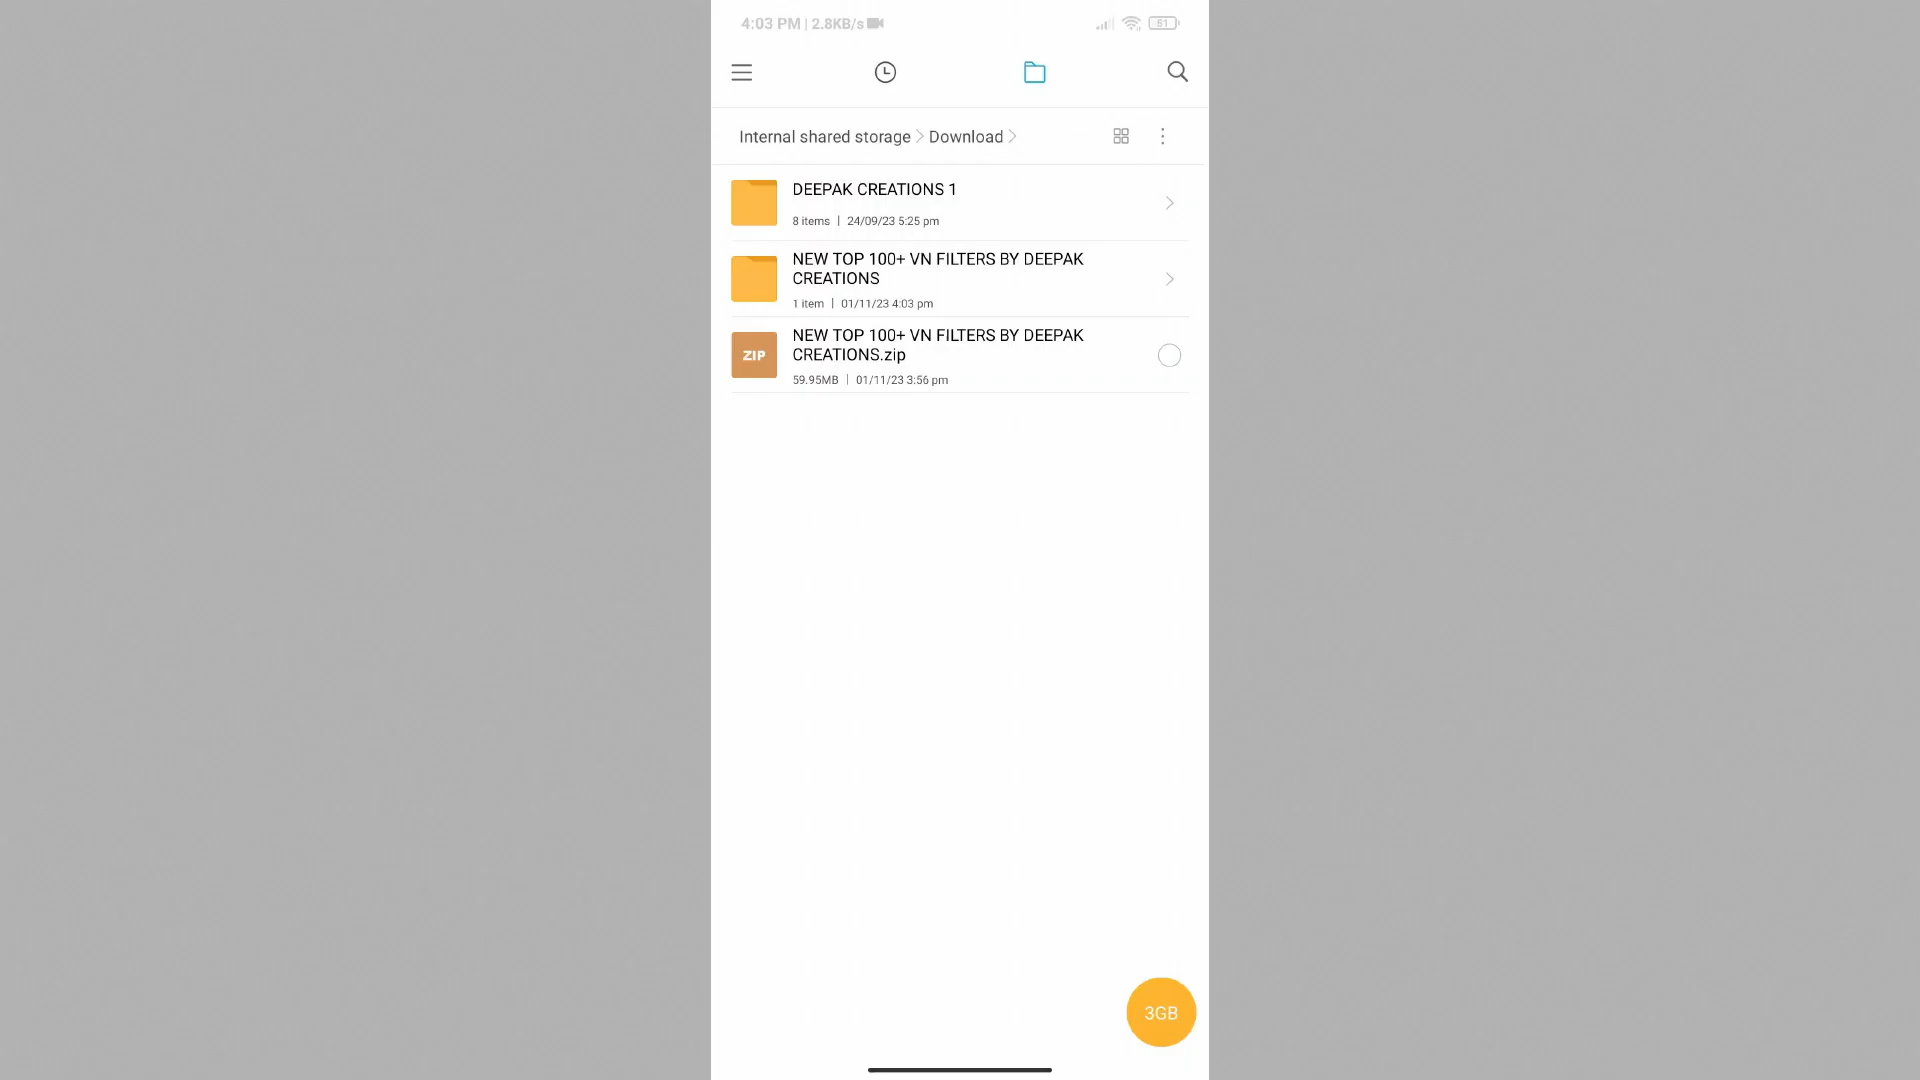 4:03 PM | 2.8KB/s
51
Internal shared storage > Download >
DEEPAK CREATIONS 1
8 items | 24/09/23 5:25 pm
NEW TOP 100+ VN FILTERS BY DEEPAK
CREATIONS
1 item | 01/11/23 4:03 pm
NEW TOP 100+ VN FILTERS BY DEEPAK
ZIP
CREATIONS.zip
59.95MB | 01/11/23 3:56 pm
3GB